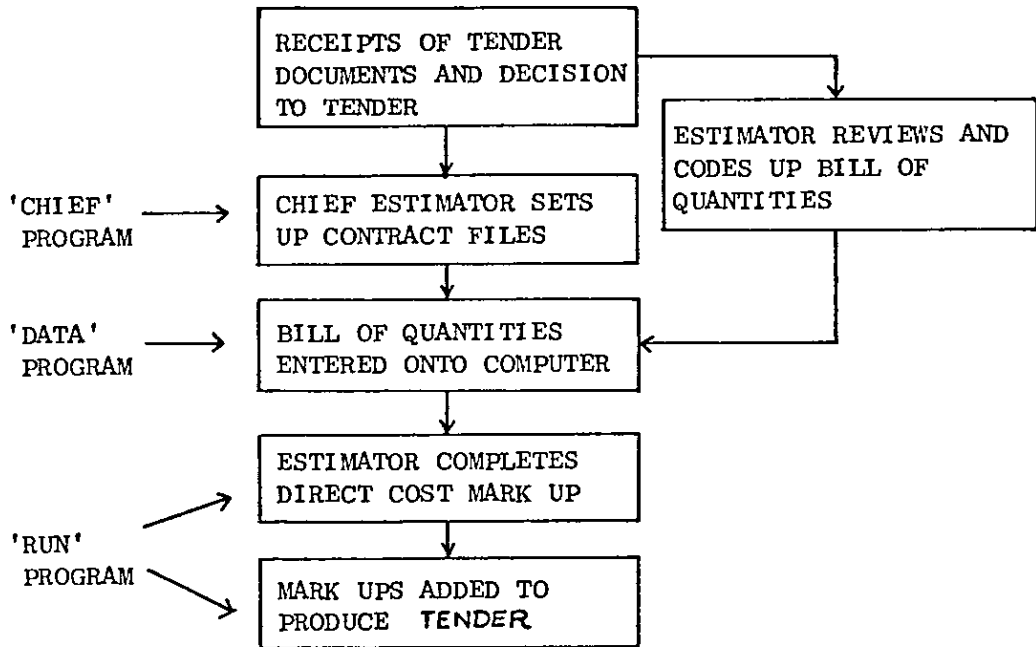 RECEIPTS OF TENDER
DOCUMENTS AND DECISION
TO TENDER
ESTIMATOR REVIEWS AND
CODES UP BILL OF
QUANTITIES
'CHIEF'
PROGRAM
CHIEF ESTIMATOR SETS
UP CONTRACT FILES
'DATA'
PROGRAM
BILL OF QUANTITIES
ENTERED ONTO COMPUTER
ESTIMATOR COMPLETES
DIRECT COST MARK UP
'RUN'
PROGRAM
MARK UPS ADDED TO
PRODUCE TENDER